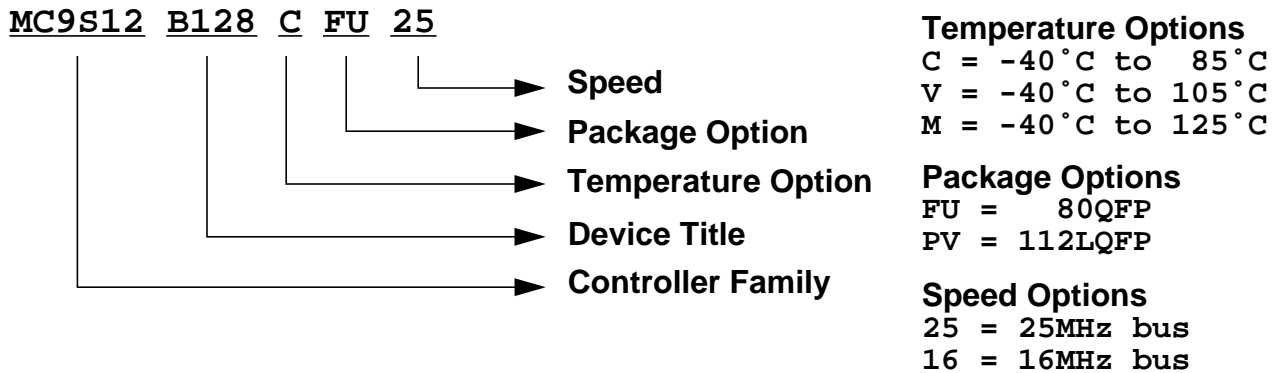 MC9S12 B128 C FU 25
Speed
Package Option
Temperature Option
Device Title
Controller Family
Temperature Options
C = -40˚C to 85˚C
V = -40˚C to 105˚C
M = -40˚C to 125˚C
Package Options
FU = 80QFP
PV = 112LQFP
Speed Options
25 = 25MHz bus
16 = 16MHz bus